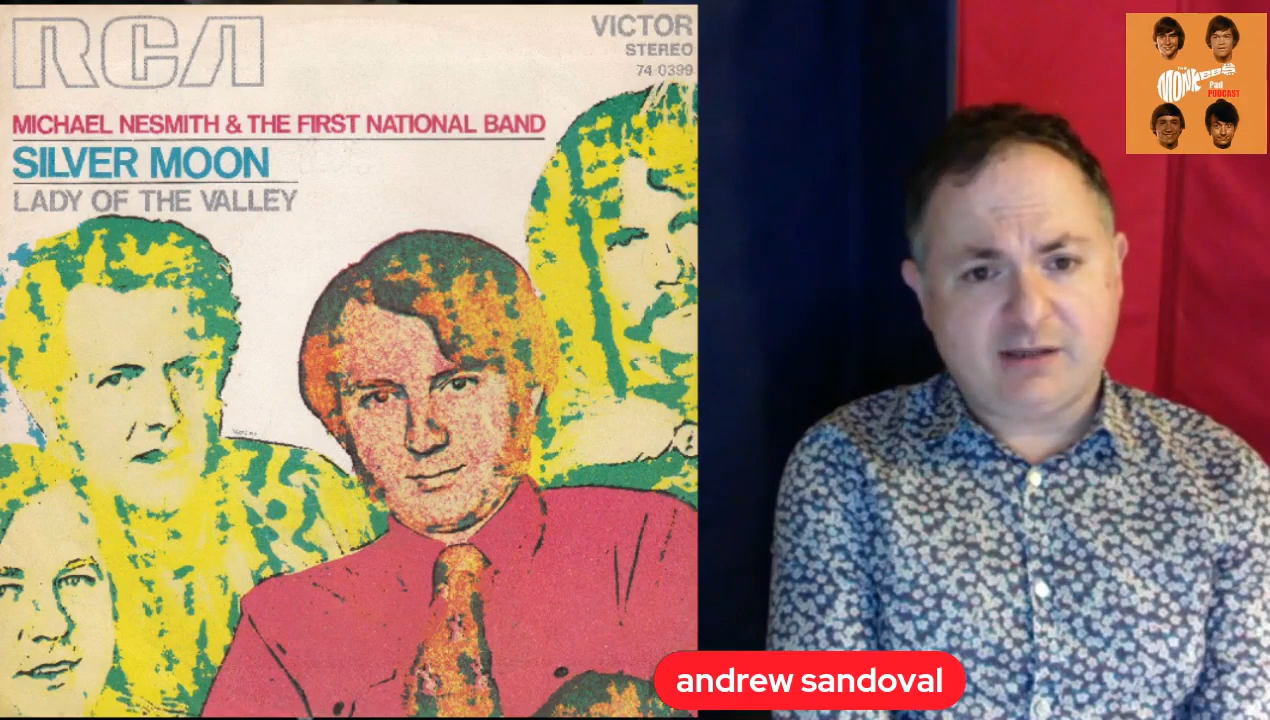 RCA
VICTOR
STEREO
74-0399
MICHAEL NESMITH & THE FIRST NATIONAL BAND
SILVER MOON
LADY OF THE VALLEY
THE
MONKEES
Pad
PODCAST
andrew sandoval